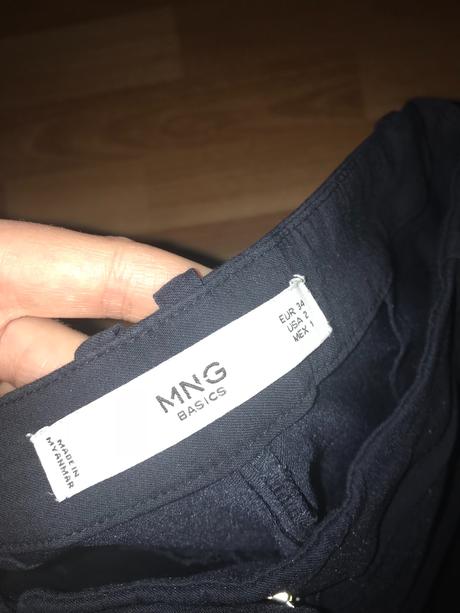 MADE IN
MYANMAR
MNG
BASICS
EUR 34
USA 2
MEX 1